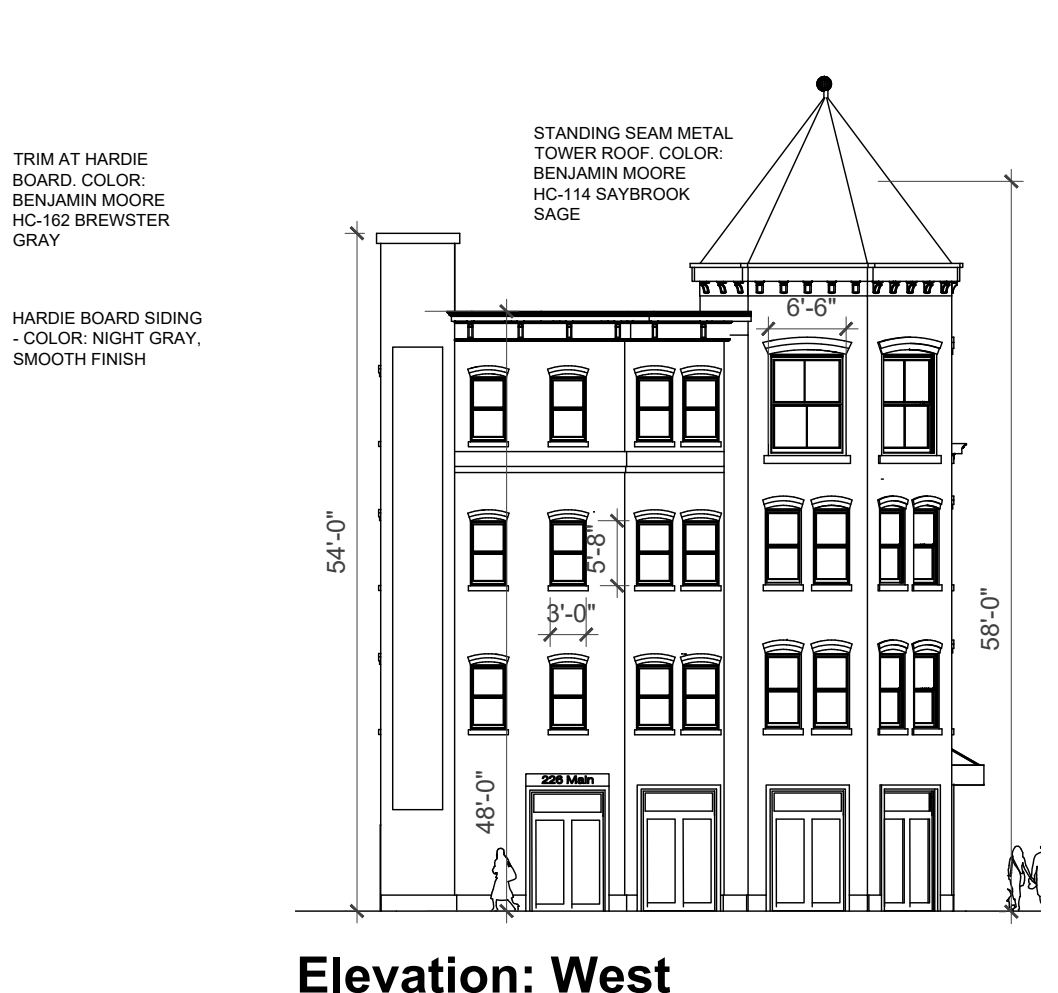 TRIM AT HARDIE
BOARD. COLOR:
BENJAMIN MOORE
HC-162 BREWSTER
GRAY
HARDIE BOARD SIDING
- COLOR: NIGHT GRAY,
SMOOTH FINISH
STANDING SEAM METAL
TOWER ROOF. COLOR:
BENJAMIN MOORE
HC-114 SAYBROOK
SAGE
6'-6"
54'-0"
5'-8"
3'-0"
58'-0"
48'-0"
226 Main
Elevation: West